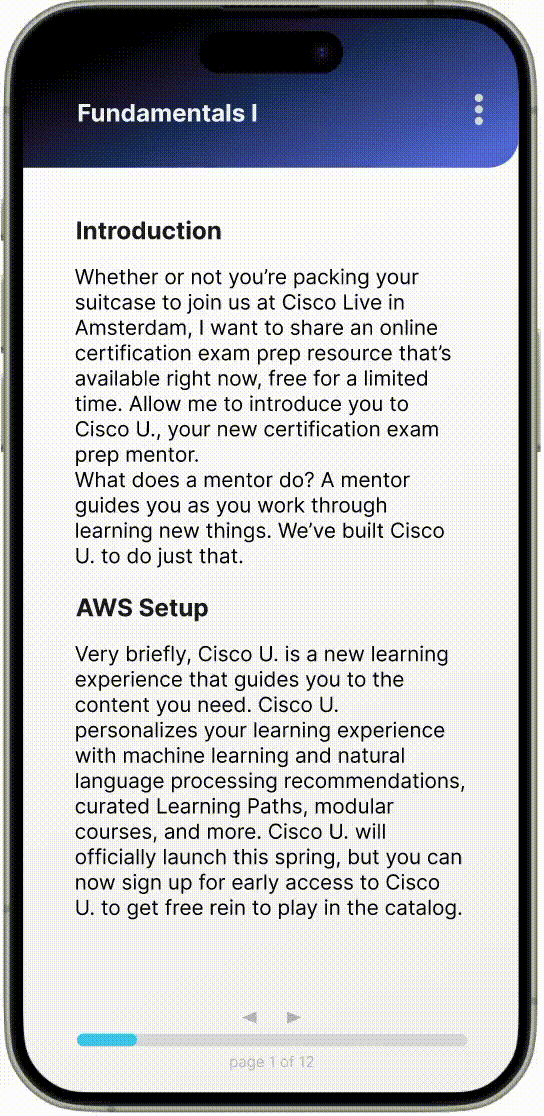 Fundamentals I
Introduction
Whether or not you’re packing your
suitcase to join us at Cisco Live in
Amsterdam, I want to share an online
certification exam prep resource that’s
available right now, free for a limited
time. Allow me to introduce you to
Cisco U., your new certification exam
prep mentor.
What does a mentor do? A mentor
guides you as you work through
learning new things. We’ve built Cisco
U. to do just that.
AWS Setup
Very briefly, Cisco U. is a new learning
experience that guides you to the
content you need. Cisco U.
personalizes your learning experience
with machine learning and natural
language processing recommendations,
curated Learning Paths, modular
courses, and more. Cisco U. will
officially launch this spring, but you can
now sign up for early access to Cisco
U. to get free rein to play in the catalog.
page 1 of 12